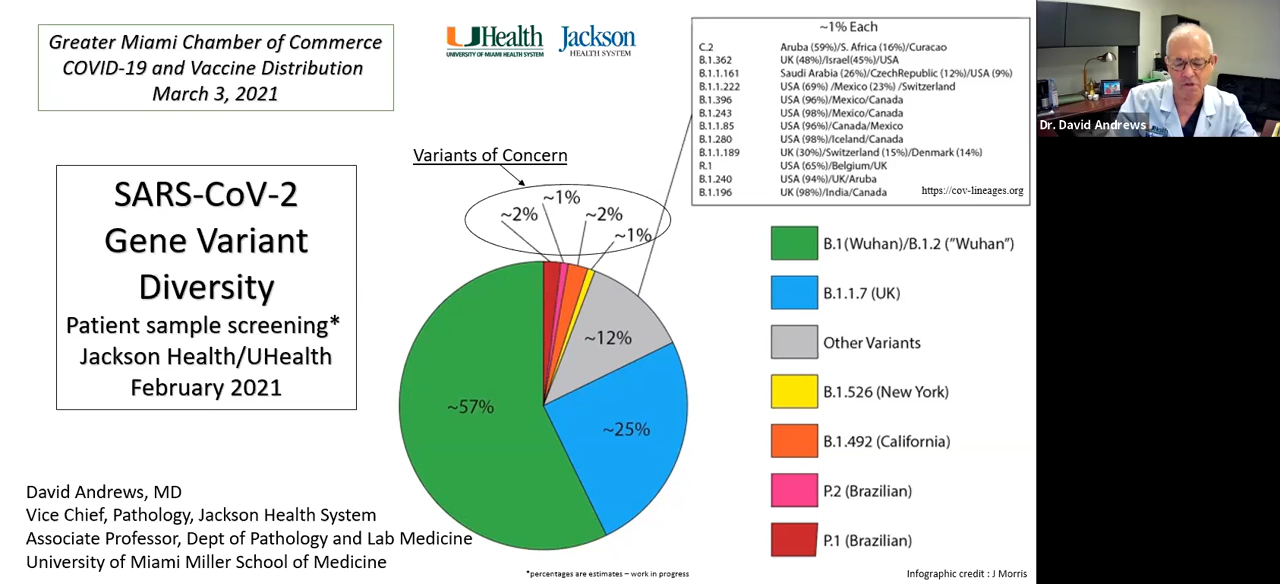 Greater Miami Chamber of Commerce
COVID-19 and Vaccine Distribution
March 3, 2021
UHealth
UNIVERSITY OF MIAMI HEALTH SYSTEM
Jackson
HEALTH SYSTEM
~1% Each
C.2 Aruba (59%)/S. Africa (16%)/Curacao
B.1.362 UK (48%)/Israel(45%)/USA
B.1.1.161 Saudi Arabia (26%)/CzechRepublic (12%)/USA (9%)
B.1.1.222 USA (69%) /Mexico (23%) /Switzerland
B.1.396 USA (96%)/Mexico/Canada
B.1.243 USA (98%)/Mexico/Canada
B.1.1.85 USA (96%)/Canada/Mexico
B.1.280 USA (98%)/Iceland/Canada
B.1.1.189 UK (30%)/Switzerland (15%)/Denmark (14%)
R.1 USA (65%)/Belgium/UK
B.1.240 USA (94%)/UK/Aruba
B.1.196 UK (98%)/India/Canada
https://cov-lineages.org
Dr. David Andrews
Variants of Concern
~2%
~1%
~2%
~1%
SARS-CoV-2
Gene Variant
Diversity
Patient sample screening*
Jackson Health/UHealth
February 2021
~12%
~57%
~25%
B.1(Wuhan)/B.1.2 ("Wuhan")
B.1.1.7 (UK)
Other Variants
B.1.526 (New York)
B.1.492 (California)
P.2 (Brazilian)
P.1 (Brazilian)
David Andrews, MD
Vice Chief, Pathology, Jackson Health System
Associate Professor, Dept of Pathology and Lab Medicine
University of Miami Miller School of Medicine
*percentages are estimates – work in progress
Infographic credit : J Morris